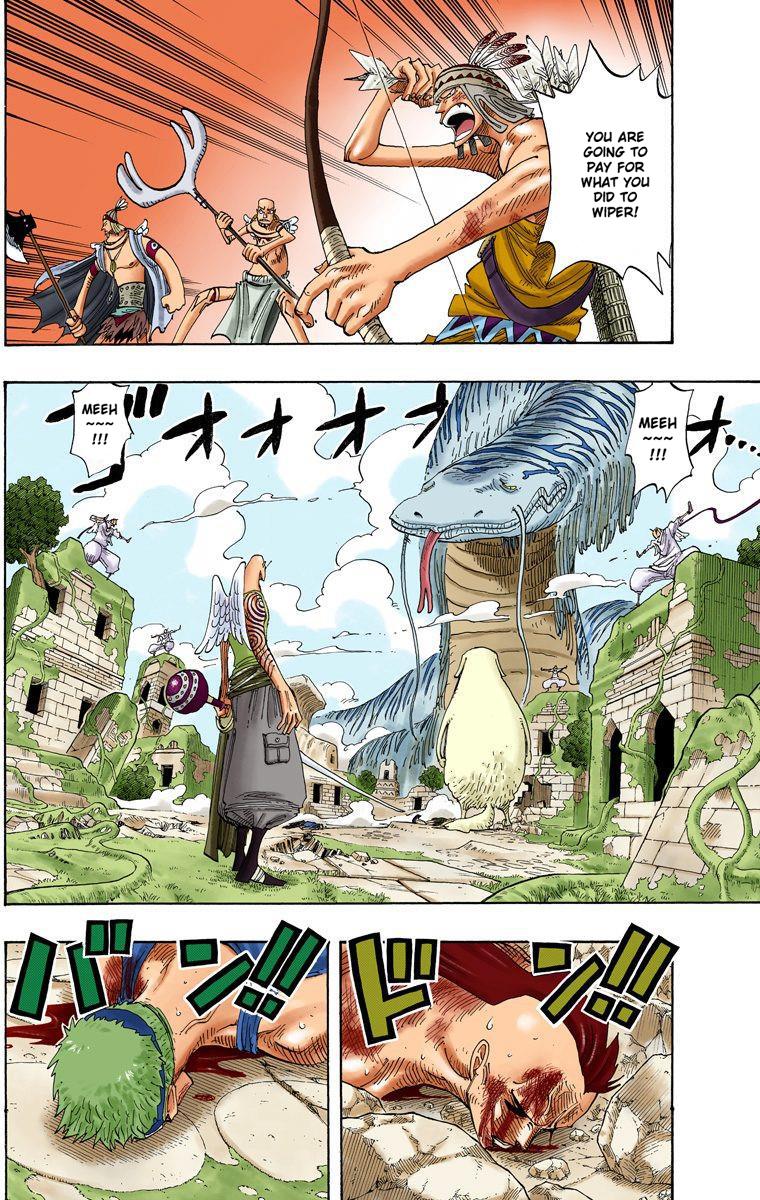 YOU ARE
GOING TO
PAY FOR
WHAT YOU
DID TO
WIPER!
MEEH
~~~
!!!
MEEH
~~~
!!!
ゴオオオオオ....
バン!!
ドン!!